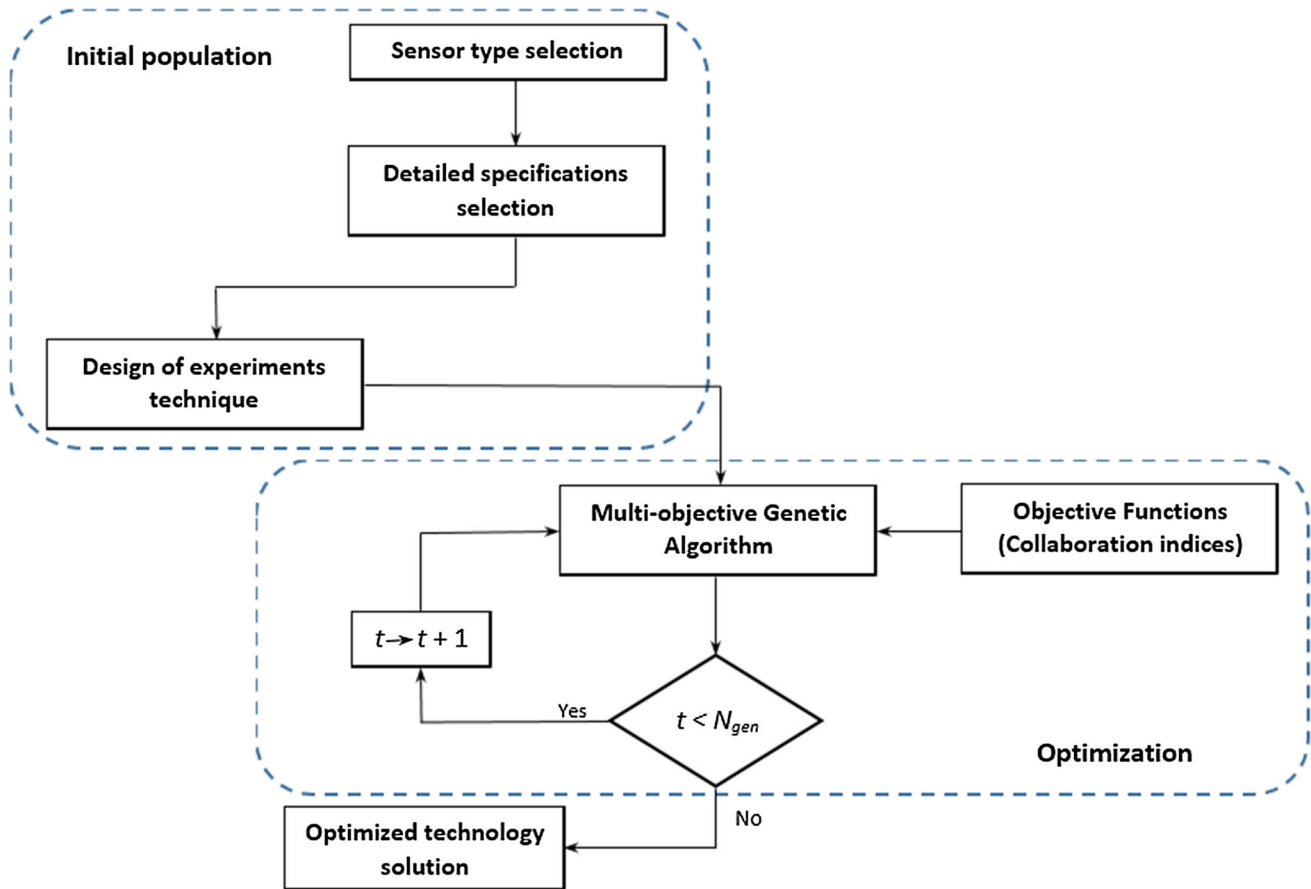 Initial population
Sensor type selection
Detailed specifications
selection
Design of experiments
technique
Multi-objective Genetic
Algorithm
Objective Functions
(Collaboration indices)
t→ t + 1
Yes
t < Ngen
Optimization
No
Optimized technology
solution